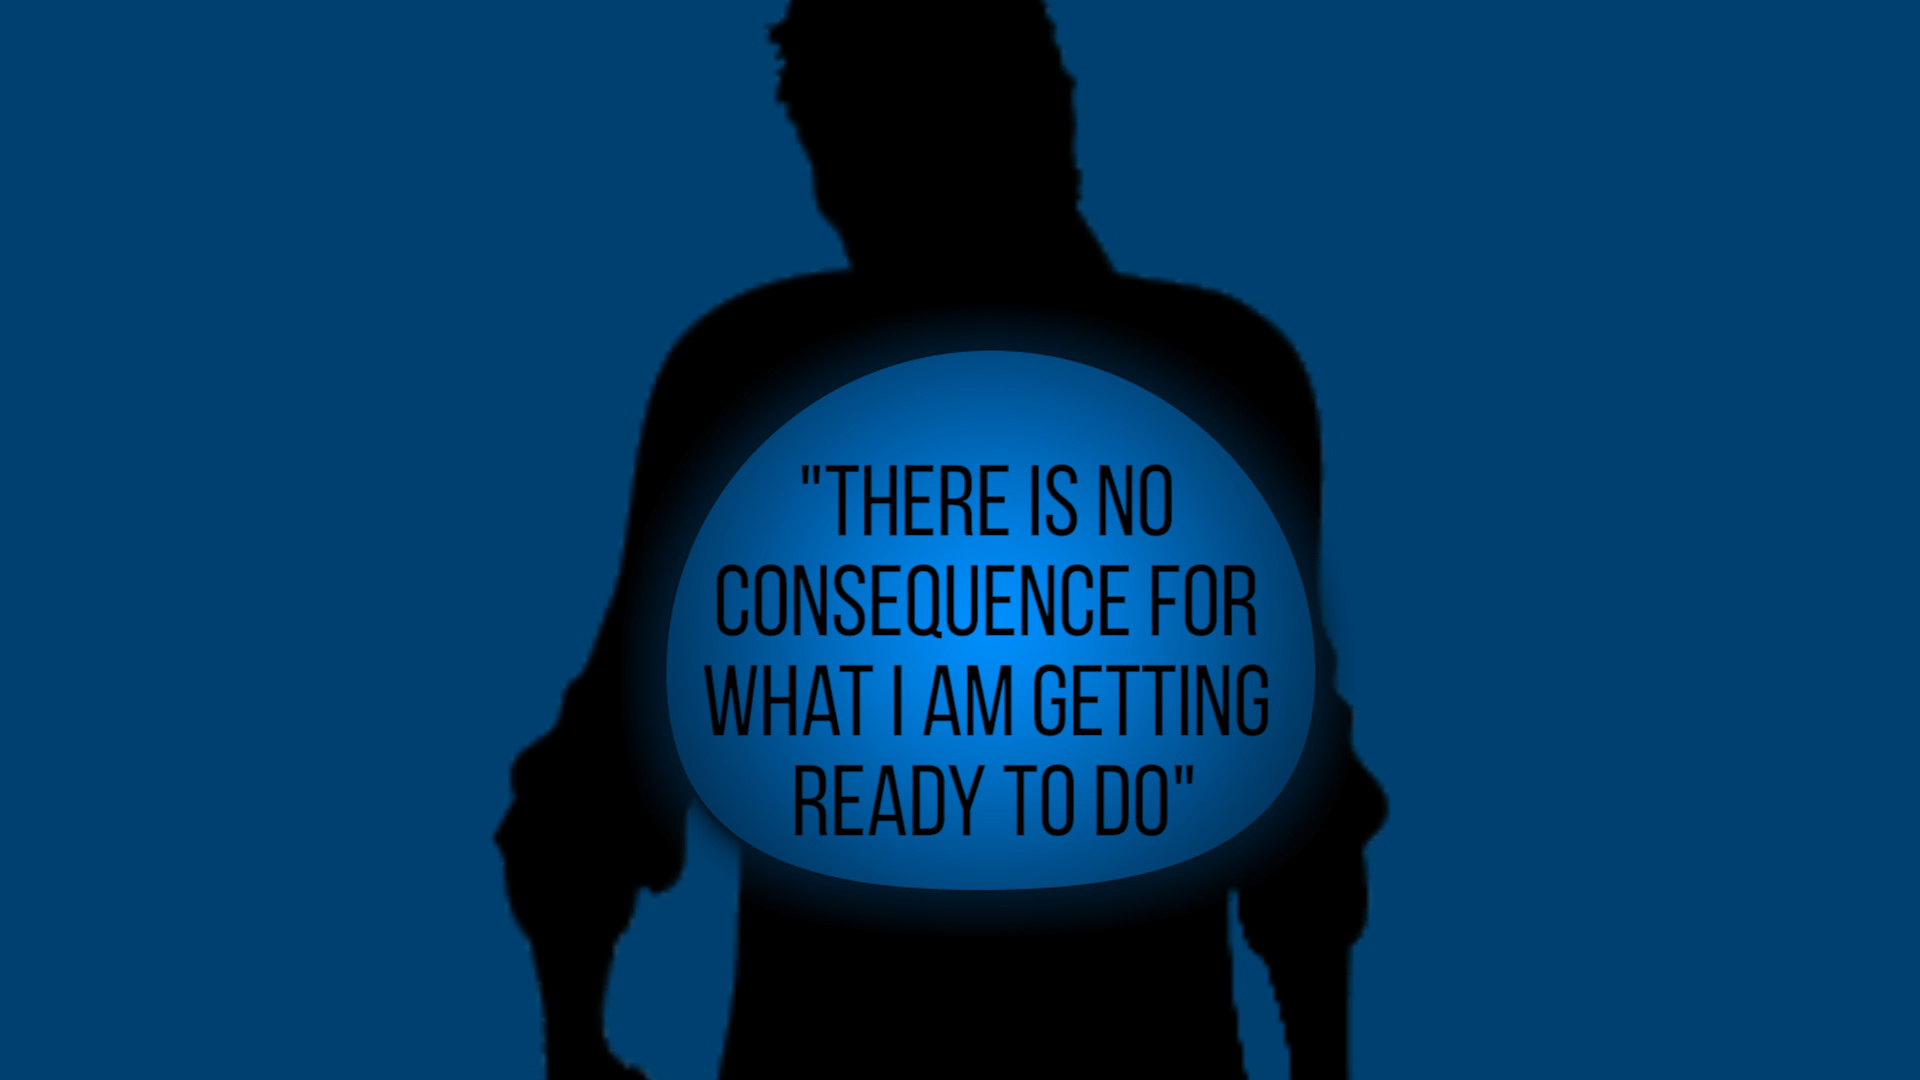 "THERE IS NO
CONSEQUENCE FOR
WHAT I AM GETTING
READY TO DO"